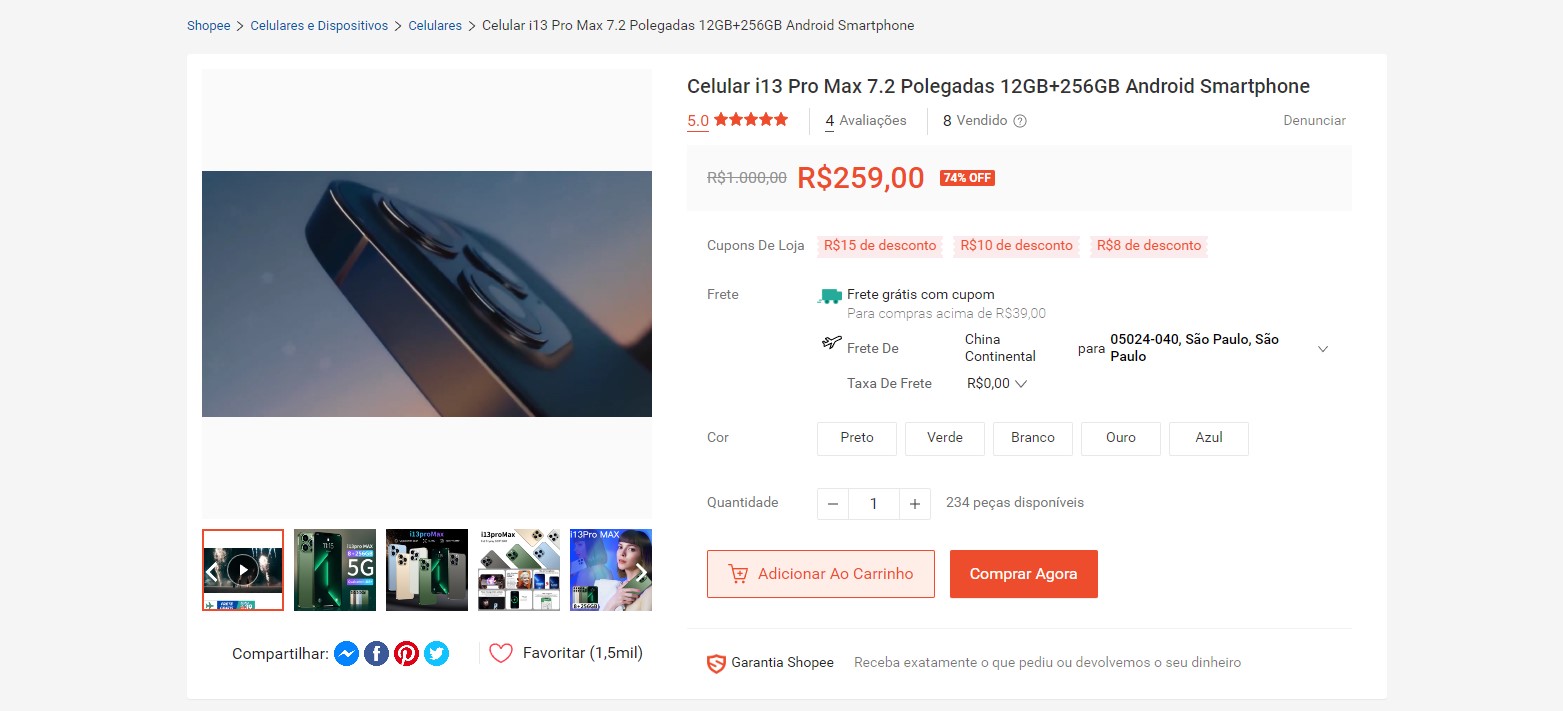 Shopee > Celulares e Dispositivos > Celulares > Celular i13 Pro Max 7.2 Polegadas 12GB+256GB Android Smartphone
Celular i13 Pro Max 7.2 Polegadas 12GB+256GB Android Smartphone
5.0 4 Avaliações 8 Vendido ? Denunciar
R$1.000,00 R$259,00 74% OFF
Cupons De Loja R$15 de desconto R$10 de desconto R$8 de desconto
Frete Frete grátis com cupom
Para compras acima de R$39,00
Frete De China Continental para 05024-040, São Paulo, São Paulo
Taxa De Frete R$0,00
Cor Preto Verde Branco Ouro Azul
Quantidade − 1 + 234 peças disponíveis
Adicionar Ao Carrinho Comprar Agora
Garantia Shopee Receba exatamente o que pediu ou devolvemos o seu dinheiro
11:15
i13pro MAX
8+256GB
5G
i13proMax
i13proMax
i13Pro MAX
8+256GB
Compartilhar: Favoritar (1,5mil)